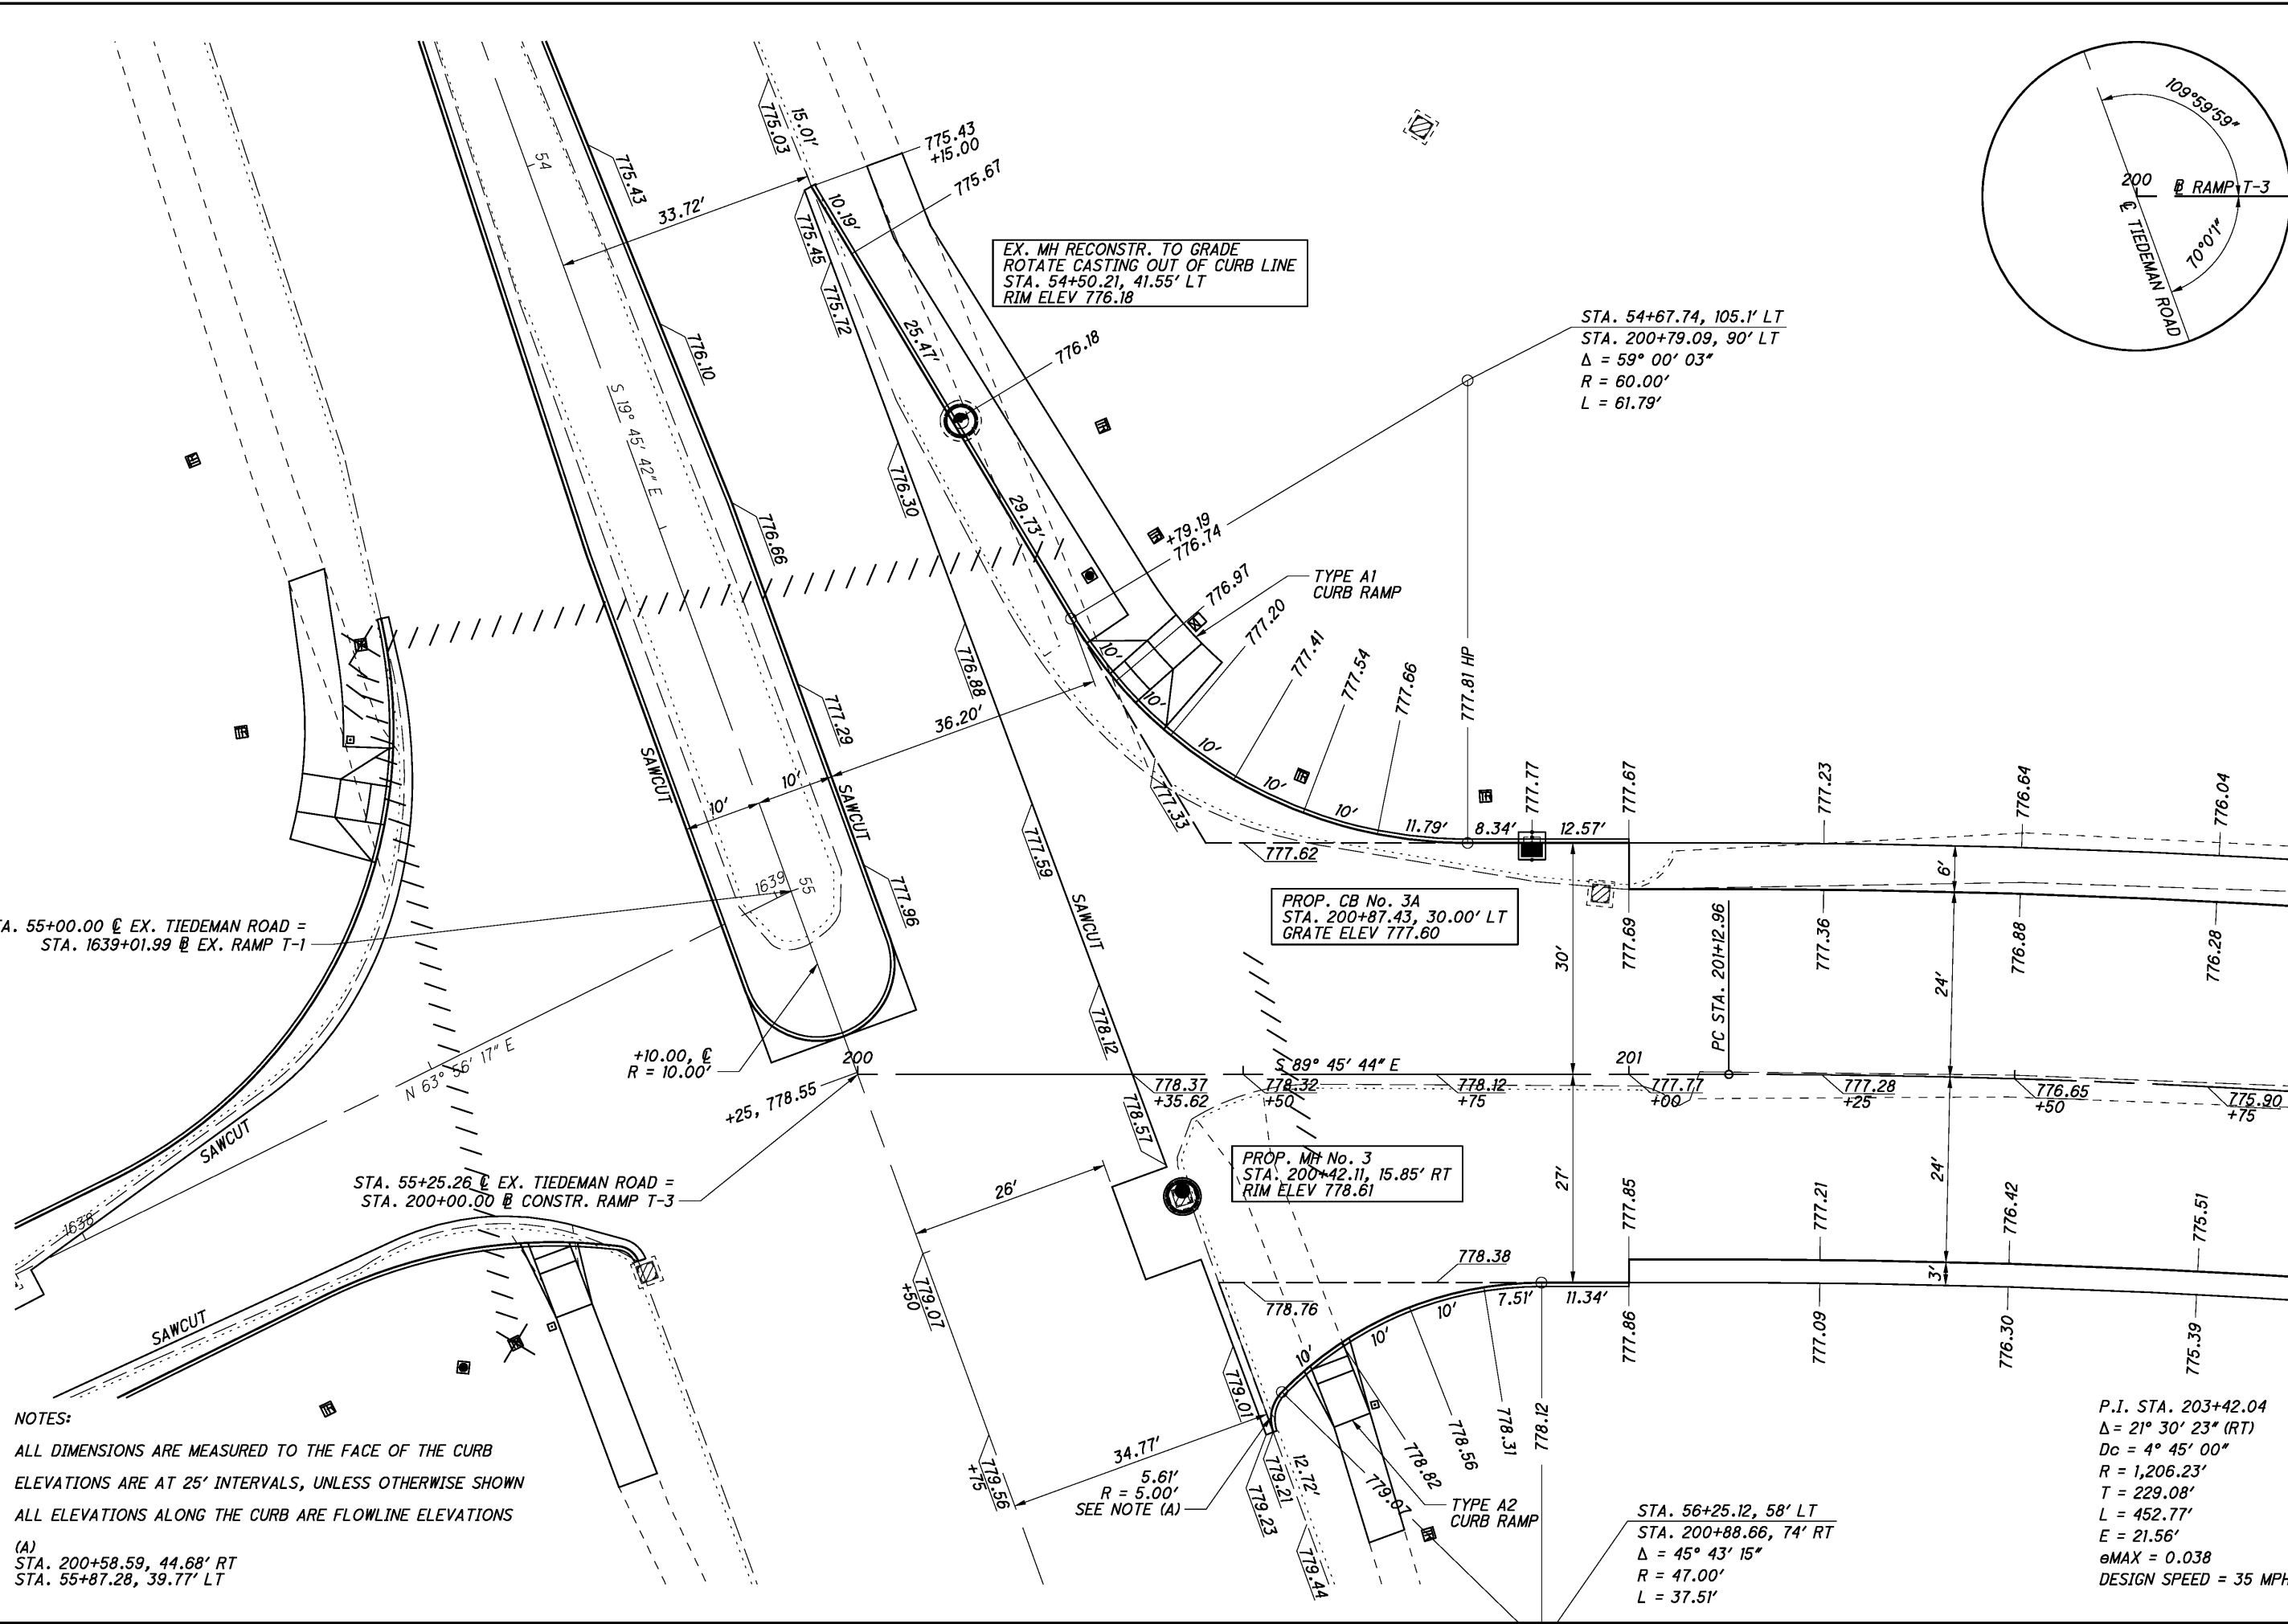 775.03
15.01'
775.43
+15.00
775.67
54
775.43
33.72'
10.19'
775.45
775.72
EX. MH RECONSTR. TO GRADE
ROTATE CASTING OUT OF CURB LINE
STA. 54+50.21, 41.55' LT
RIM ELEV 776.18
109°59'59"
200
℄ RAMP T-3
℄ TIEDEMAN ROAD
70°0'1"
776.10
25.47'
776.18
STA. 54+67.74, 105.1' LT
STA. 200+79.09, 90' LT
Δ = 59° 00' 03"
R = 60.00'
L = 61.79'
S 19° 45' 42" E
776.30
776.66
29.73'
+79.19
776.74
776.97
TYPE A1
CURB RAMP
777.20
777.41
777.54
777.66
777.81 HP
776.88
777.29
36.20'
10'
10'
10'
10'
10'
11.79'
8.34'
12.57'
777.77
777.67
777.23
776.64
776.04
SAWCUT
10'
10'
SAWCUT
777.33
777.62
777.59
777.96
1639
55
SAWCUT
STA. 55+00.00 ℄ EX. TIEDEMAN ROAD =
STA. 1639+01.99 ℄ EX. RAMP T-1
PROP. CB No. 3A
STA. 200+87.43, 30.00' LT
GRATE ELEV 777.60
30'
777.69
PC STA. 201+12.96
777.36
6'
24'
776.88
776.28
778.12
+10.00, ℄
R = 10.00'
200
+25, 778.55
N 63° 56' 17" E
SAWCUT
S 89° 45' 44" E
201
778.37
+35.62
778.32
+50
778.12
+75
777.77
+00
777.28
+25
776.65
+50
775.90
+75
778.57
PROP. MH No. 3
STA. 200+42.11, 15.85' RT
RIM ELEV 778.61
STA. 55+25.26 ℄ EX. TIEDEMAN ROAD =
STA. 200+00.00 ℄ CONSTR. RAMP T-3
26'
27'
24'
3'
777.85
777.21
776.42
775.51
1638
779.07
+50
778.38
778.76
7.51'
11.34'
10'
10'
10'
777.86
777.09
776.30
775.39
SAWCUT
779.01
778.12
778.31
778.56
778.82
779.07
34.77'
5.61'
R = 5.00'
SEE NOTE (A)
779.56
+75
779.21
779.23
12.72'
779.44
TYPE A2
CURB RAMP
STA. 56+25.12, 58' LT
STA. 200+88.66, 74' RT
Δ = 45° 43' 15"
R = 47.00'
L = 37.51'
P.I. STA. 203+42.04
Δ = 21° 30' 23" (RT)
Dc = 4° 45' 00"
R = 1,206.23'
T = 229.08'
L = 452.77'
E = 21.56'
eMAX = 0.038
DESIGN SPEED = 35 MPH
NOTES:
ALL DIMENSIONS ARE MEASURED TO THE FACE OF THE CURB
ELEVATIONS ARE AT 25' INTERVALS, UNLESS OTHERWISE SHOWN
ALL ELEVATIONS ALONG THE CURB ARE FLOWLINE ELEVATIONS
(A)
STA. 200+58.59, 44.68' RT
STA. 55+87.28, 39.77' LT